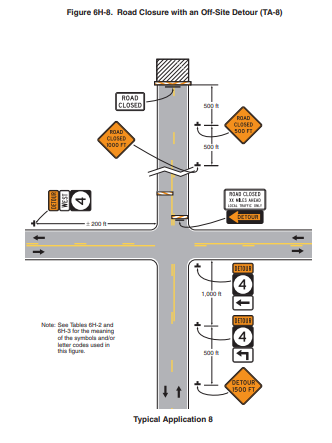 Figure 6H-8. Road Closure with an Off-Site Detour (TA-8)
ROAD
CLOSED
500 FT
ROAD
CLOSED
500 FT
ROAD
CLOSED
1000 FT
500 FT
DETOUR
WEST
4
ROAD CLOSED
XX MILES AHEAD
LOCAL TRAFFIC ONLY
DETOUR
± 200 ft
DETOUR
4
1,000 ft
DETOUR
4
Note: See Tables 6H-2 and
6H-3 for the meaning
of the symbols and/or
letter codes used in
this figure.
500 FT
DETOUR
1500 FT
Typical Application 8